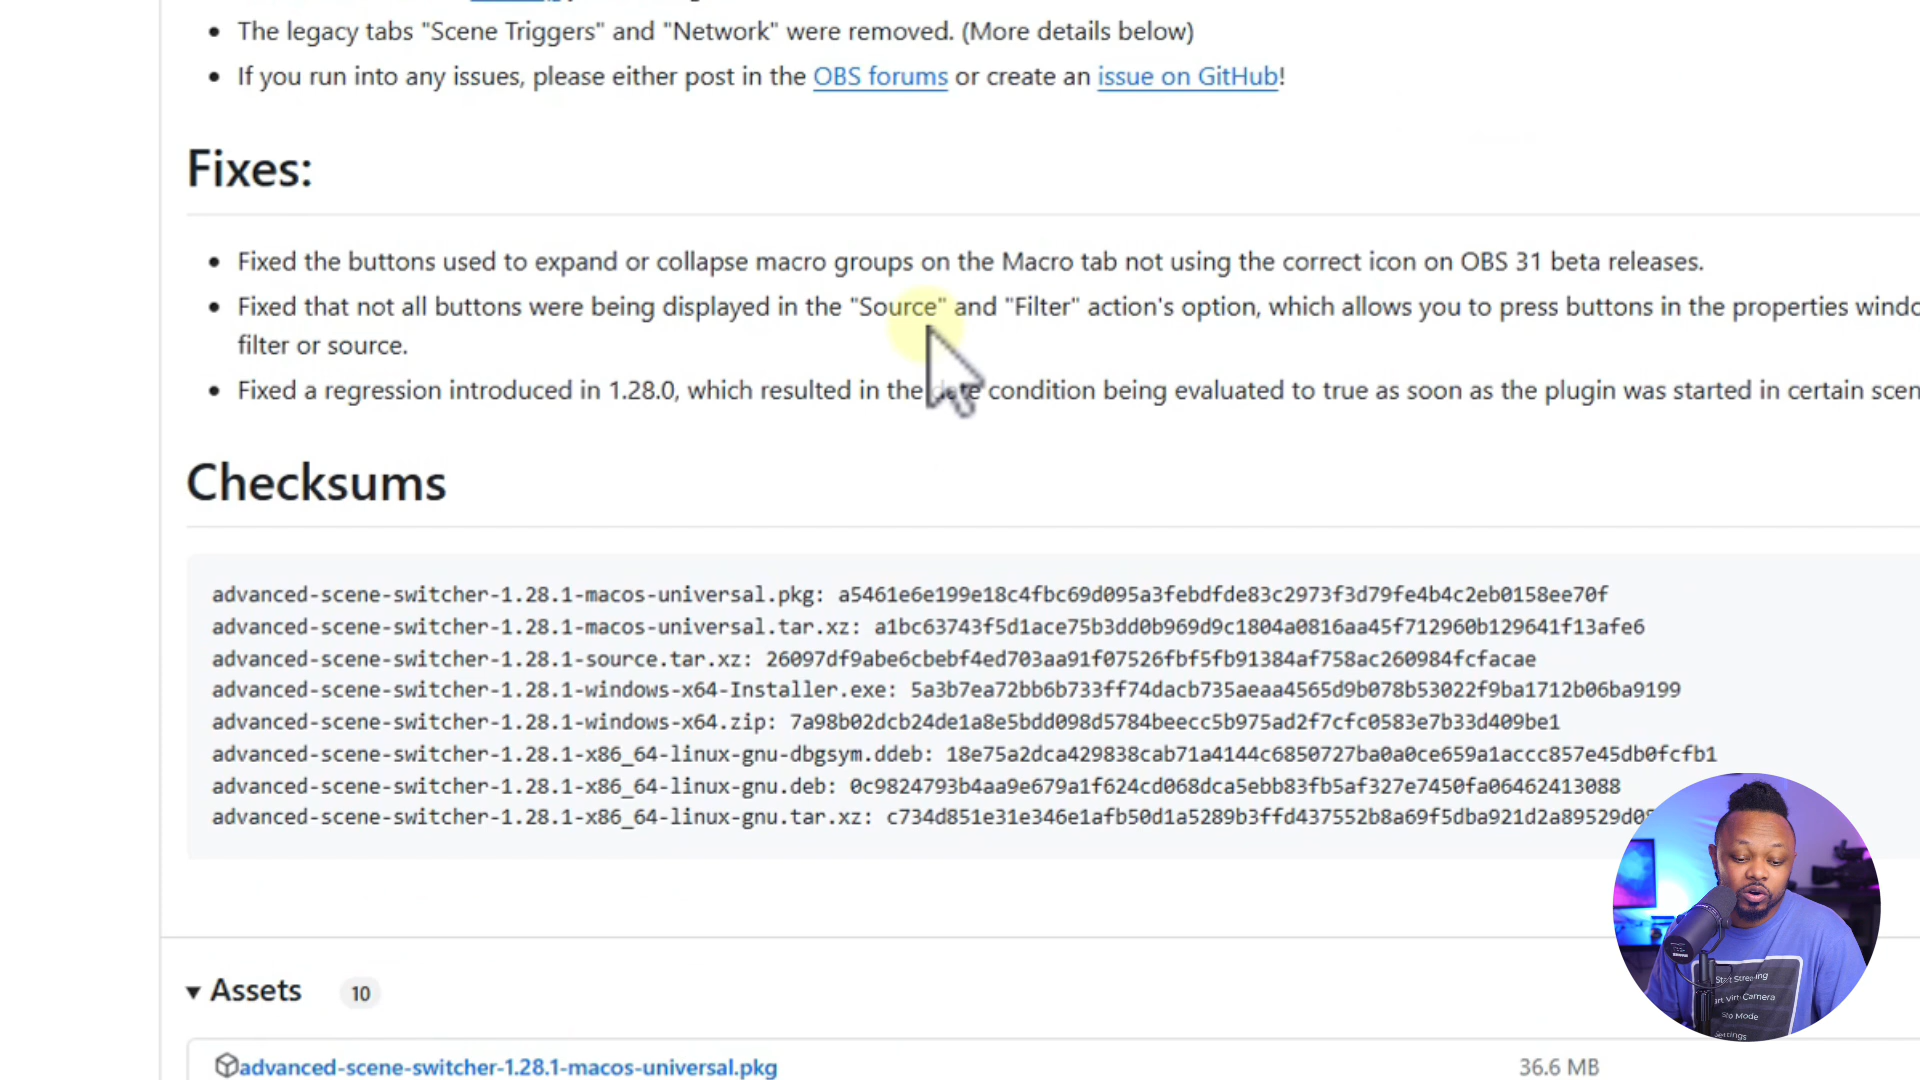 The legacy tabs "Scene Triggers" and "Network" were removed. (More details below)
If you run into any issues, please either post in the OBS forums or create an issue on GitHub!
Fixes:
Fixed the buttons used to expand or collapse macro groups on the Macro tab not using the correct icon on OBS 31 beta releases.
Fixed that not all buttons were being displayed in the "Source" and "Filter" action's option, which allows you to press buttons in the properties windo
filter or source.
Fixed a regression introduced in 1.28.0, which resulted in the date condition being evaluated to true as soon as the plugin was started in certain scen
Checksums
advanced-scene-switcher-1.28.1-macos-universal.pkg: a5461e6e199e18c4fbc69d095a3febdfde83c2973f3d79fe4b4c2eb0158ee70f
advanced-scene-switcher-1.28.1-macos-universal.tar.xz: a1bc63743f5d1ace75b3dd0b969d9c1804a0816aa45f712960b129641f13afe6
advanced-scene-switcher-1.28.1-source.tar.xz: 26097df9abe6cbebf4ed703aa91f07526fbf5fb91384af758ac260984fcfacae
advanced-scene-switcher-1.28.1-windows-x64-Installer.exe: 5a3b7ea72bb6b733ff74dacb735aeaa4565d9b078b53022f9ba1712b06ba9199
advanced-scene-switcher-1.28.1-windows-x64.zip: 7a98b02dcb24de1a8e5bdd098d5784beecc5b975ad2f7cfc0583e7b33d409be1
advanced-scene-switcher-1.28.1-x86_64-linux-gnu-dbgsym.ddeb: 18e75a2dca429838cab71a4144c6850727ba0a0ce659a1accc857e45db0fcfb1
advanced-scene-switcher-1.28.1-x86_64-linux-gnu.deb: 0c9824793b4aa9e679a1f624cd068dca5ebb83fb5af327e7450fa06462413088
advanced-scene-switcher-1.28.1-x86_64-linux-gnu.tar.xz: c734d851e31e346e1afb50d1a5289b3ffd437552b8a69f5dba921d2a89529d0
Assets 10
advanced-scene-switcher-1.28.1-macos-universal.pkg 36.6 MB
Start Streaming
art Virt Camera
Mode
Settings